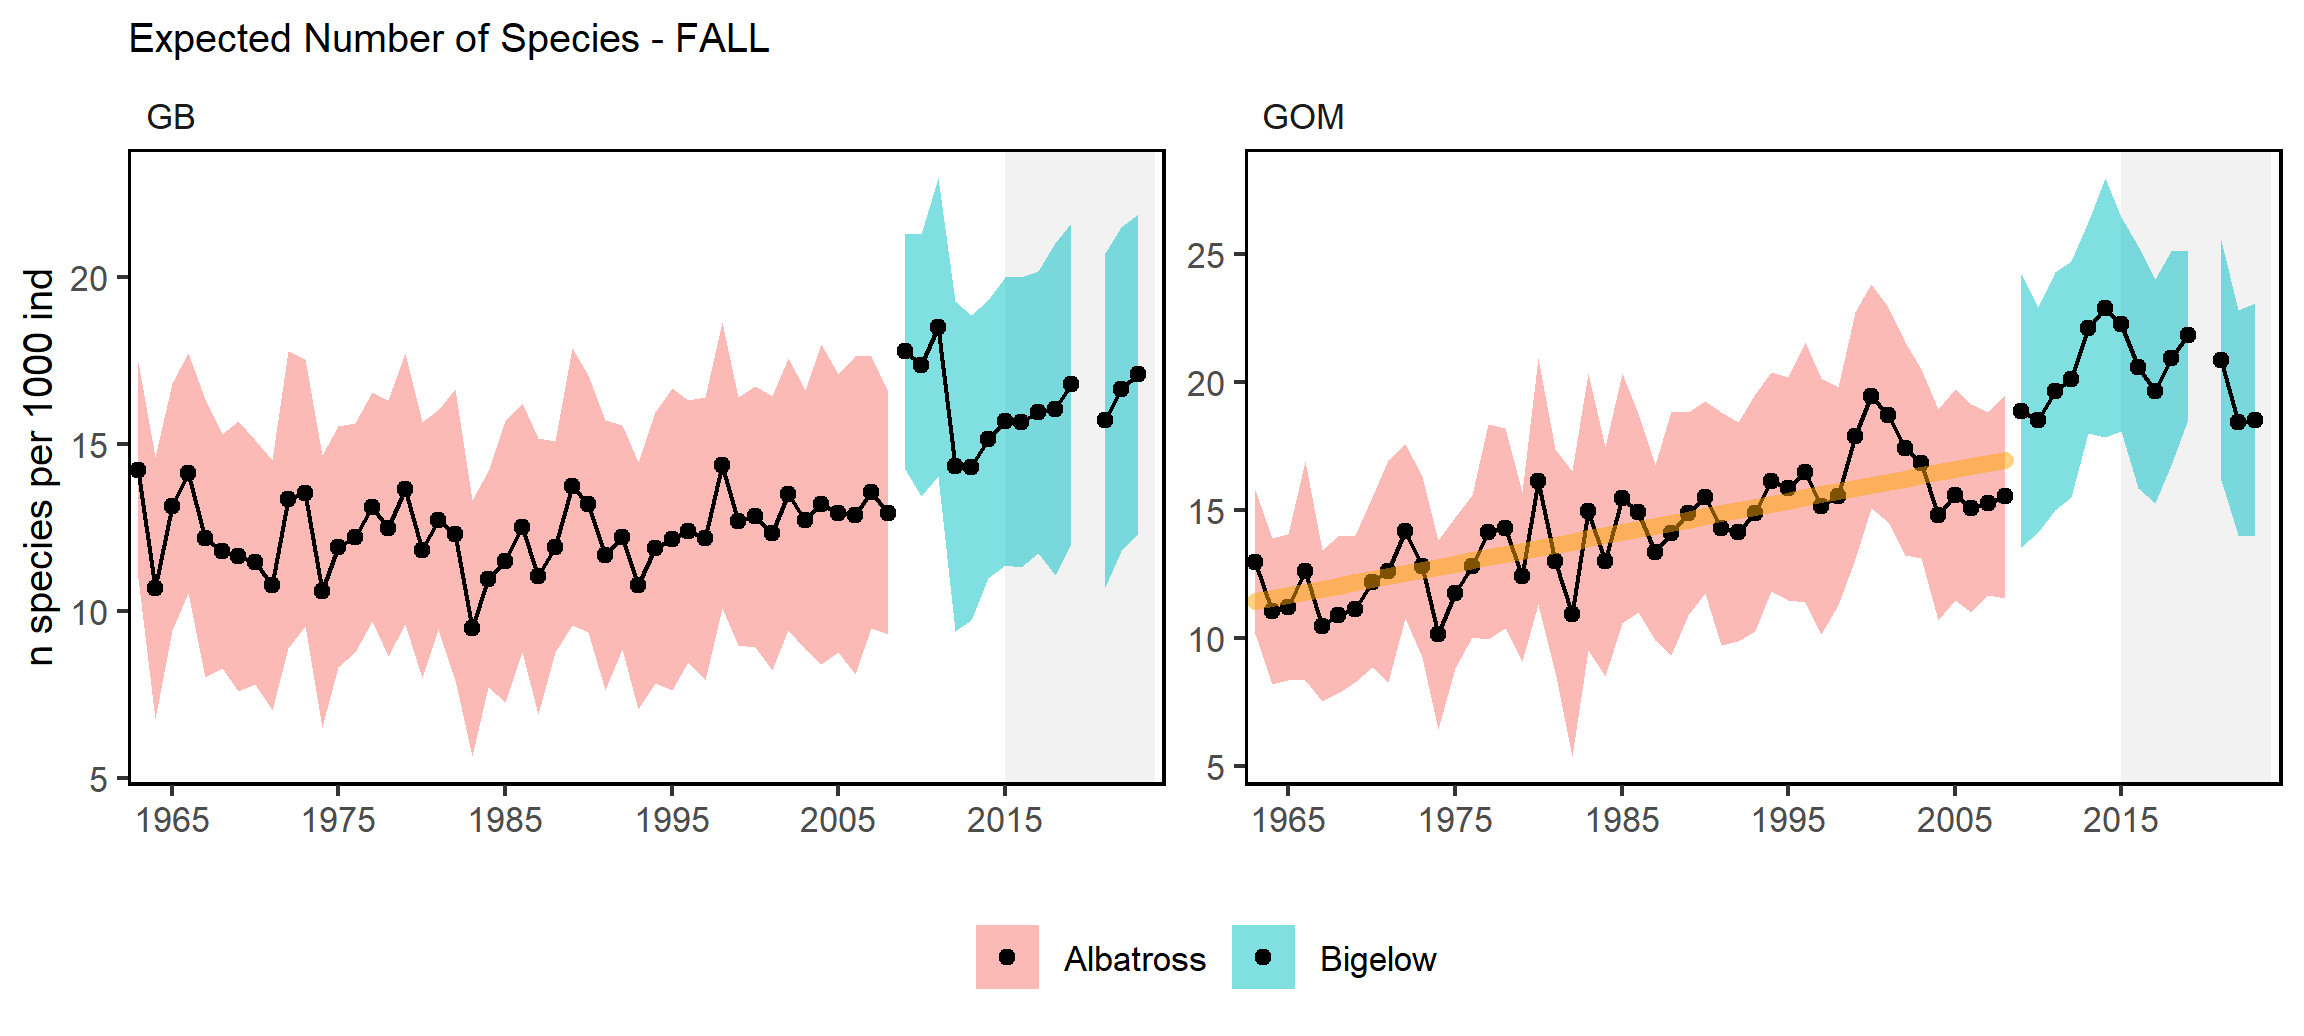 Expected Number of Species - FALL
GB
GOM
n species per 1000 ind
20
15
10
5
25
20
15
10
5
1965 1975 1985 1995 2005 2015
1965 1975 1985 1995 2005 2015
Albatross
Bigelow